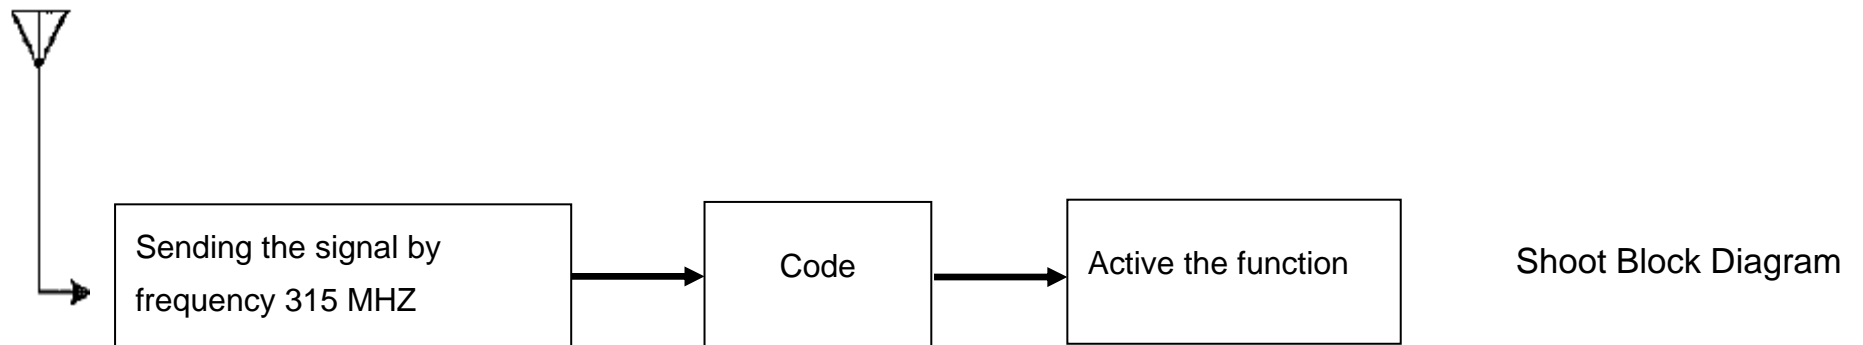 Sending the signal by
frequency 315 MHZ
Code
Active the function
Shoot Block Diagram